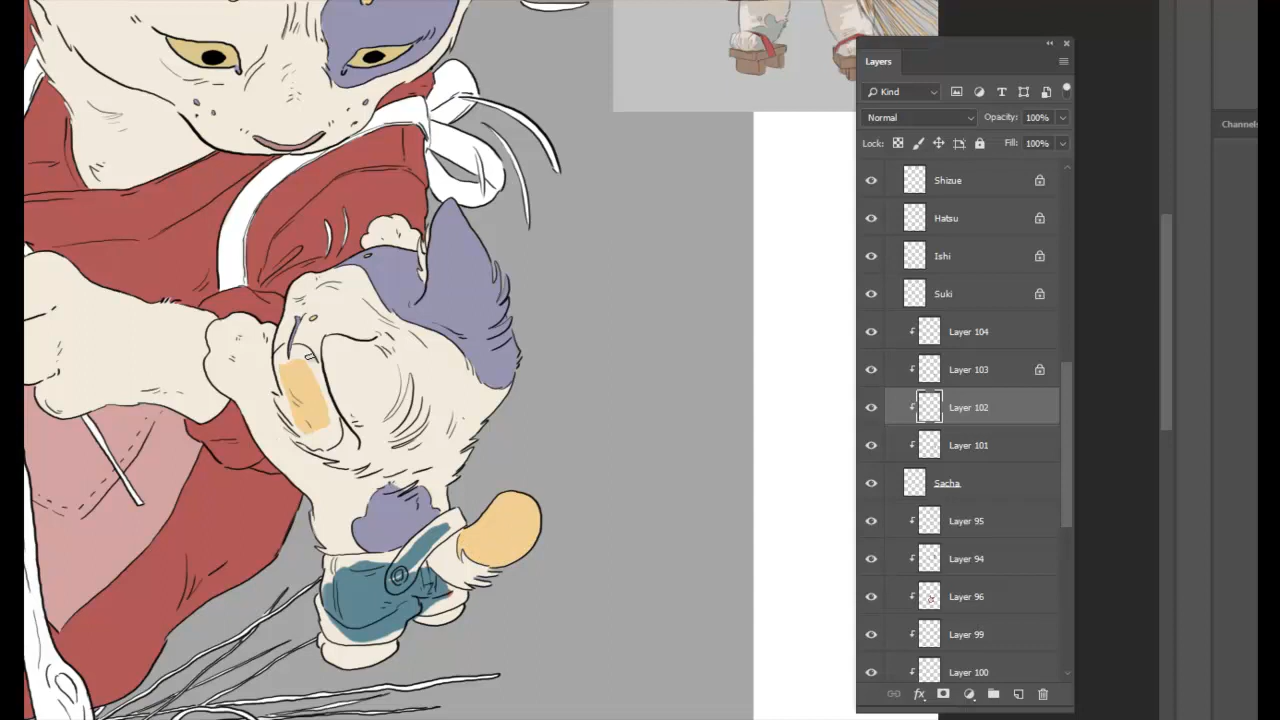 Layers
Kind
Normal
Opacity: 100%
Channels
Lock:
Fill: 100%
Shizue
Hatsu
Ishi
Suki
Layer 104
Layer 103
Layer 102
Layer 101
Sacha
Layer 95
Layer 94
Layer 96
Layer 99
Layer 100
fx